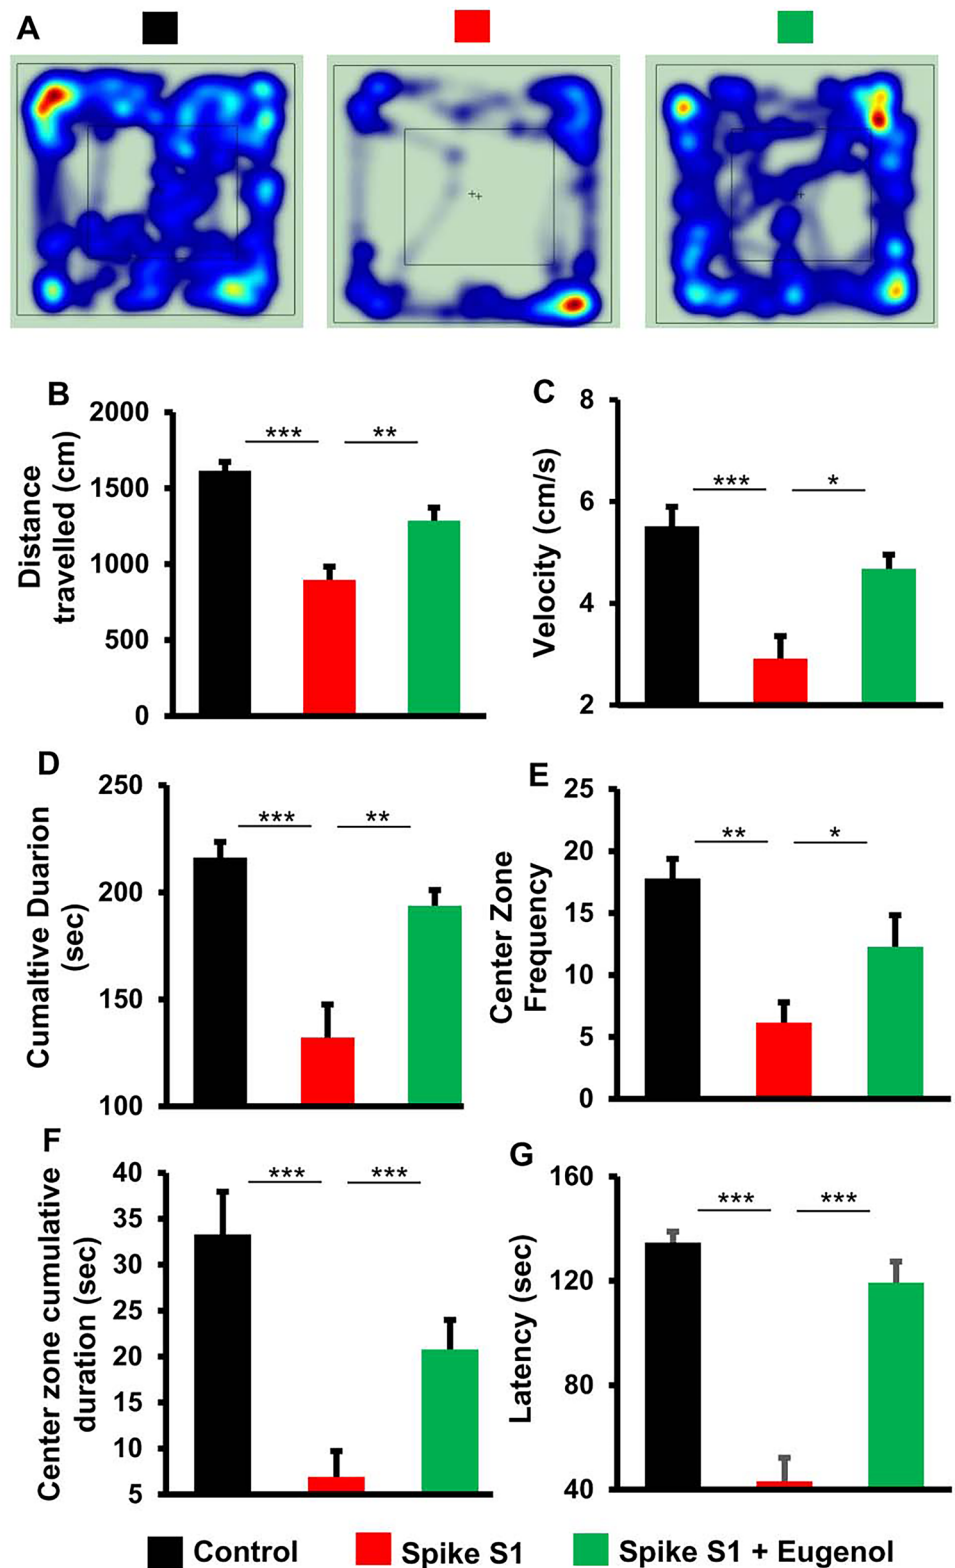 A
B
Distance
travelled (cm)
2000
1500
1000
500
0
***
**
C
Velocity (cm/s)
8
6
4
2
***
*
D
Cumaltive Duarion
(sec)
250
200
150
100
***
**
E
Center Zone
Frequency
25
20
15
10
5
0
**
*
F
Center zone cumulative
duration (sec)
40
35
30
25
20
15
10
5
***
***
G
Latency (sec)
160
120
80
40
***
***
Control
Spike S1
Spike S1 + Eugenol